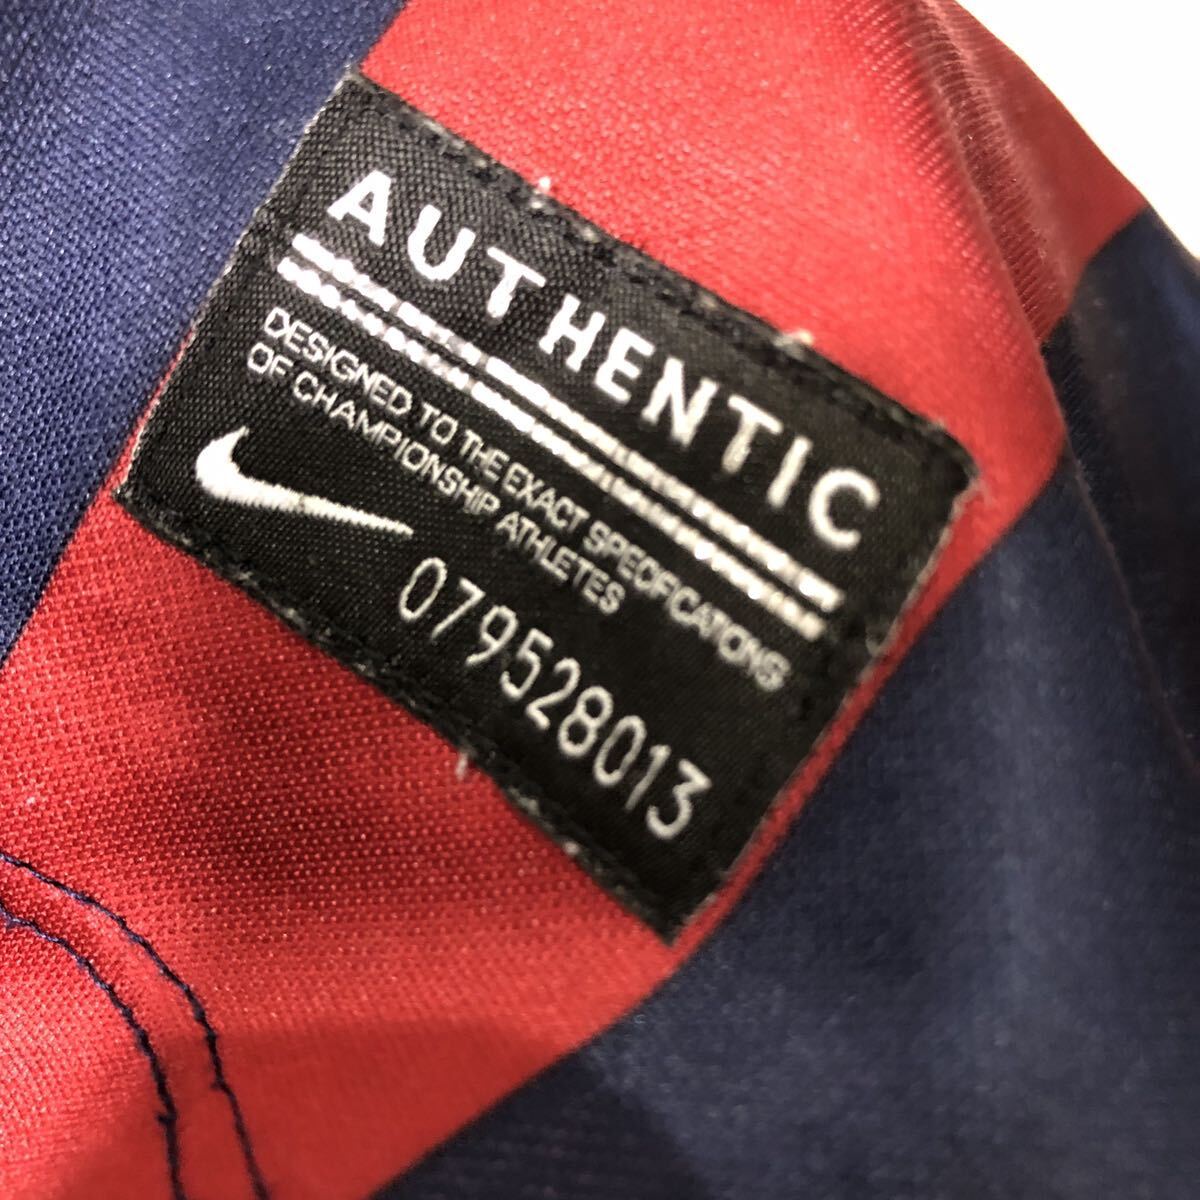 AUTHENTIC
DESIGNED TO THE EXACT SPECIFICATIONS
OF CHAMPIONSHIP ATHLETES
079528013